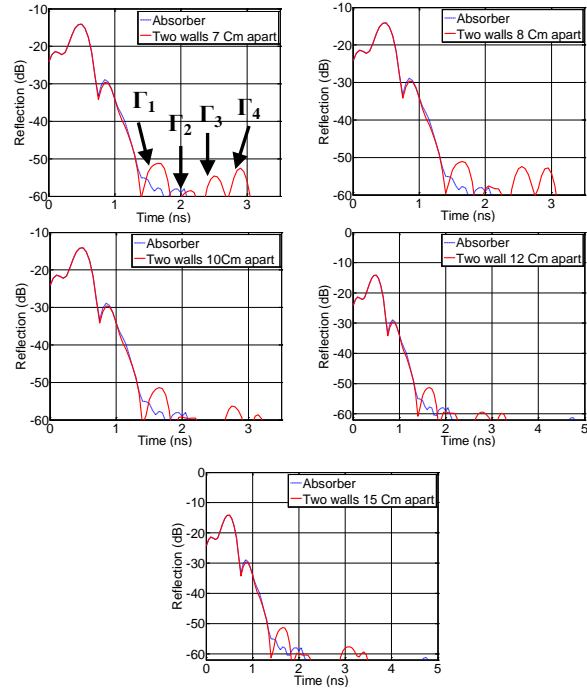 -10
-20
-30
-40
-50
-60
Reflection (dB)
0
1
2
3
Time (ns)
Absorber
Two walls 7 Cm apart
Γ1
Γ2
Γ3
Γ4
-10
-20
-30
-40
-50
-60
Reflection (dB)
0
1
2
3
Time (ns)
Absorber
Two walls 8 Cm apart
-10
-20
-30
-40
-50
-60
Reflection (dB)
0
1
2
3
Time (ns)
Absorber
Two walls 10Cm apart
0
-10
-20
-30
-40
-50
-60
Reflection (dB)
0
1
2
3
4
5
Time (ns)
Absorber
Two wall 12 Cm apart
0
-10
-20
-30
-40
-50
-60
Reflection (dB)
0
1
2
3
4
5
Time (ns)
Absorber
Two walls 15 Cm apart